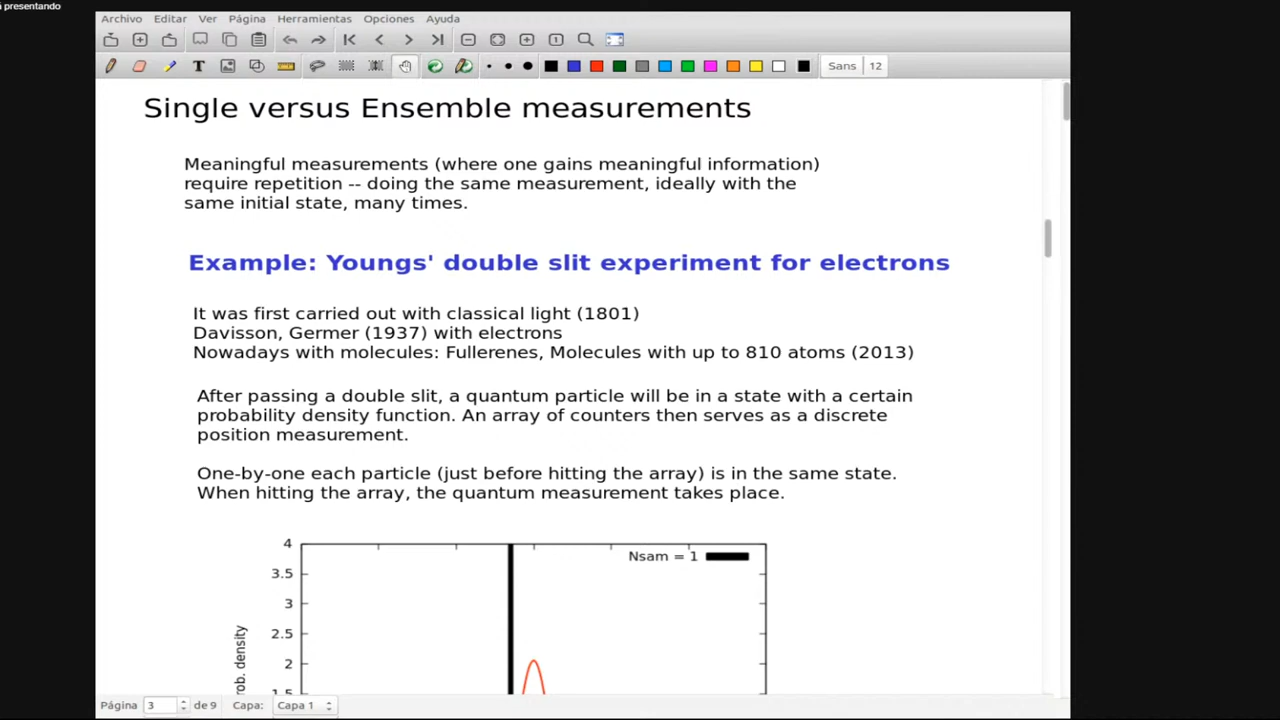 presentando
Archivo Editar Ver Página Herramientas Opciones Ayuda
T Sans 12
Single versus Ensemble measurements
Meaningful measurements (where one gains meaningful information)
require repetition -- doing the same measurement, ideally with the
same initial state, many times.
Example: Youngs' double slit experiment for electrons
It was first carried out with classical light (1801)
Davisson, Germer (1937) with electrons
Nowadays with molecules: Fullerenes, Molecules with up to 810 atoms (2013)
After passing a double slit, a quantum particle will be in a state with a certain
probability density function. An array of counters then serves as a discrete
position measurement.
One-by-one each particle (just before hitting the array) is in the same state.
When hitting the array, the quantum measurement takes place.
4
Nsam = 1
3.5
3
2.5
2
1.5
ob. density
Página 3 de 9 Capa: Capa 1